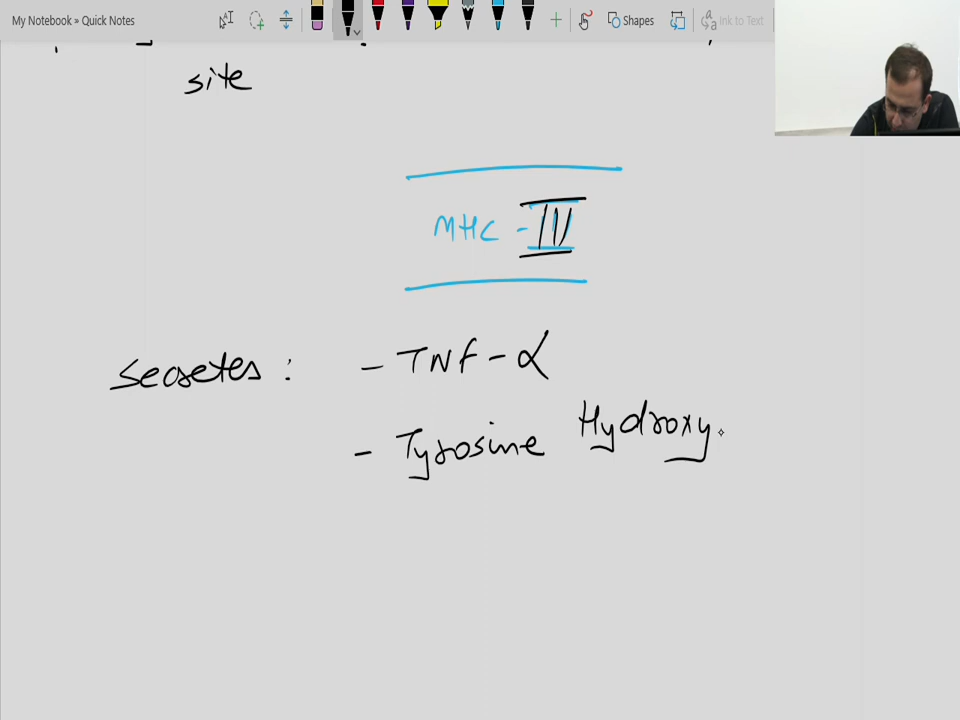 My Notebook » Quick Notes
Shapes
Ink to Text
site
MHC - III
Secretes : - TNF - α
- Tyrosine Hydroxy